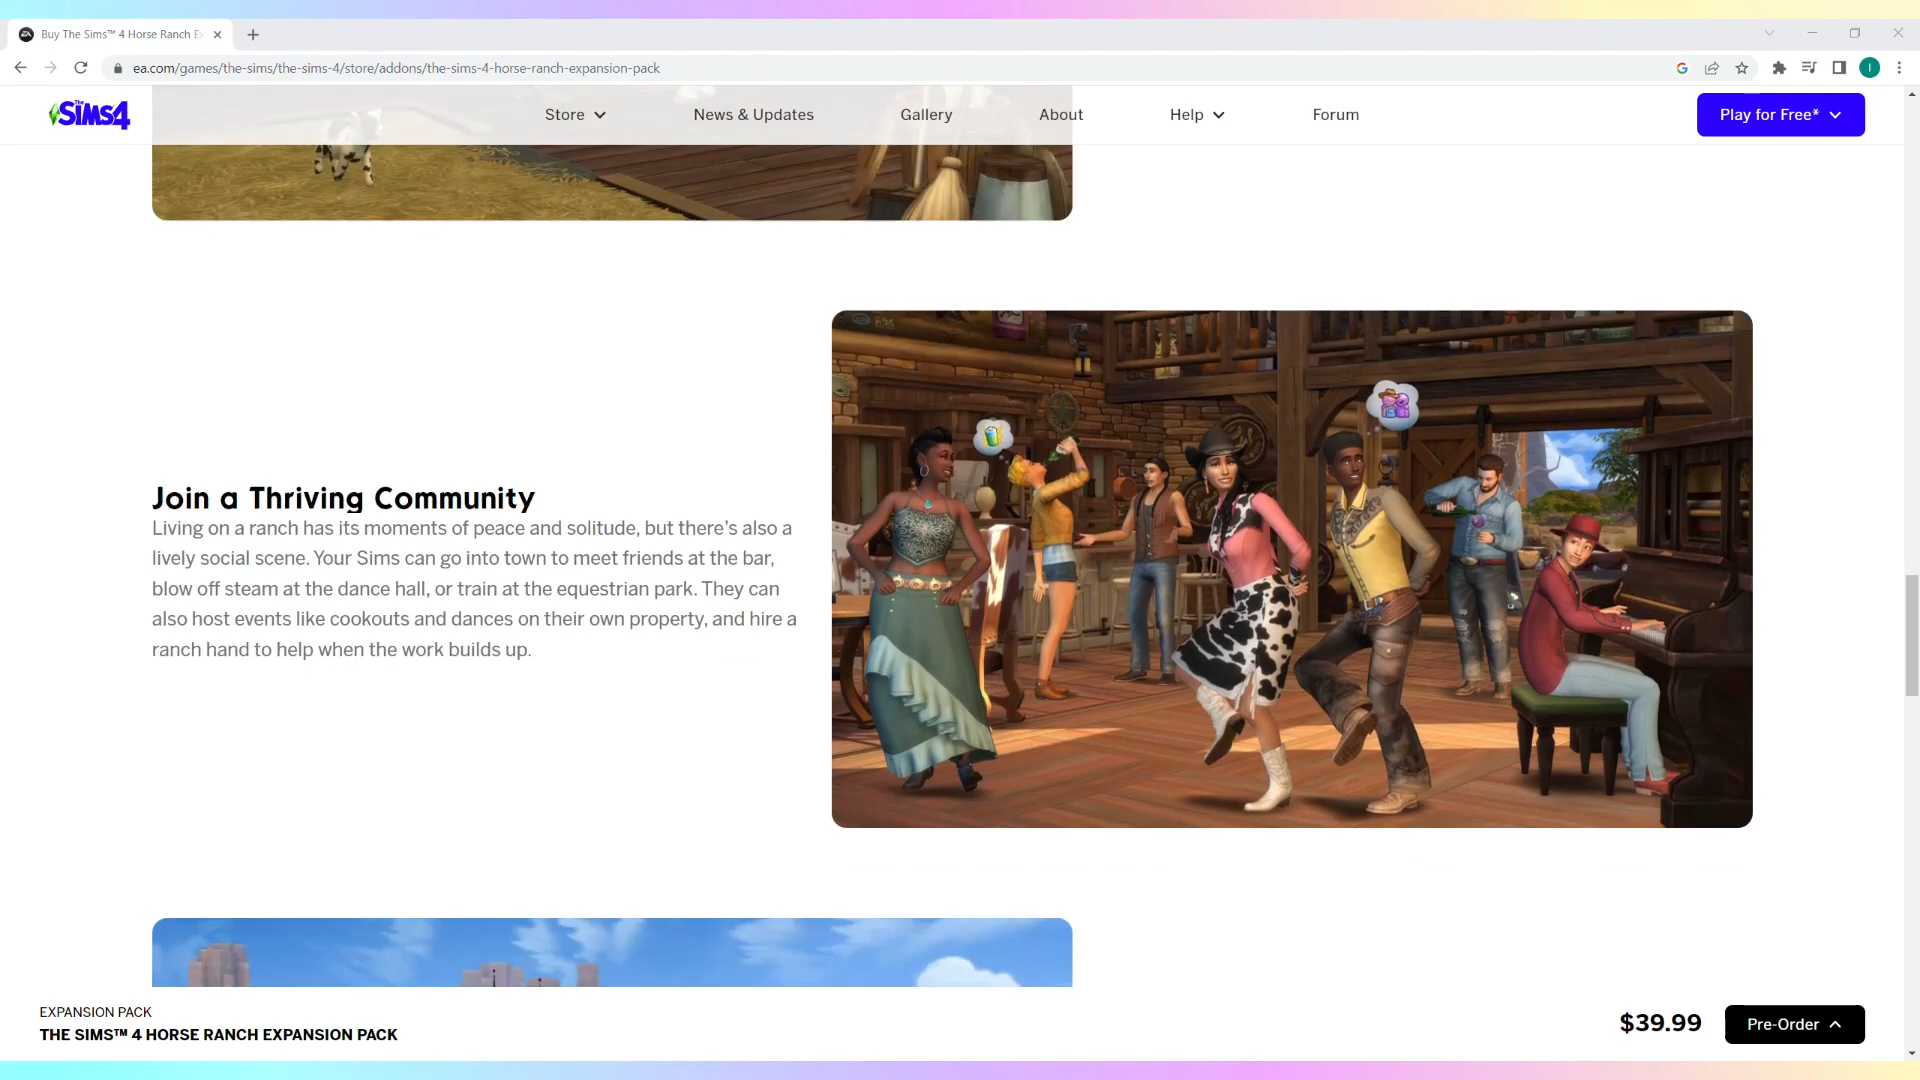 Buy The Sims™ 4 Horse Ranch Ex
ea.com/games/the-sims/the-sims-4/store/addons/the-sims-4-horse-ranch-expansion-pack
I
The SiMS4
Store
News & Updates
Gallery
About
Help
Forum
Play for Free*
Join a Thriving Community
Living on a ranch has its moments of peace and solitude, but there's also a
lively social scene. Your Sims can go into town to meet friends at the bar,
blow off steam at the dance hall, or train at the equestrian park. They can
also host events like cookouts and dances on their own property, and hire a
ranch hand to help when the work builds up.
EXPANSION PACK
THE SIMS™ 4 HORSE RANCH EXPANSION PACK
$39.99
Pre-Order